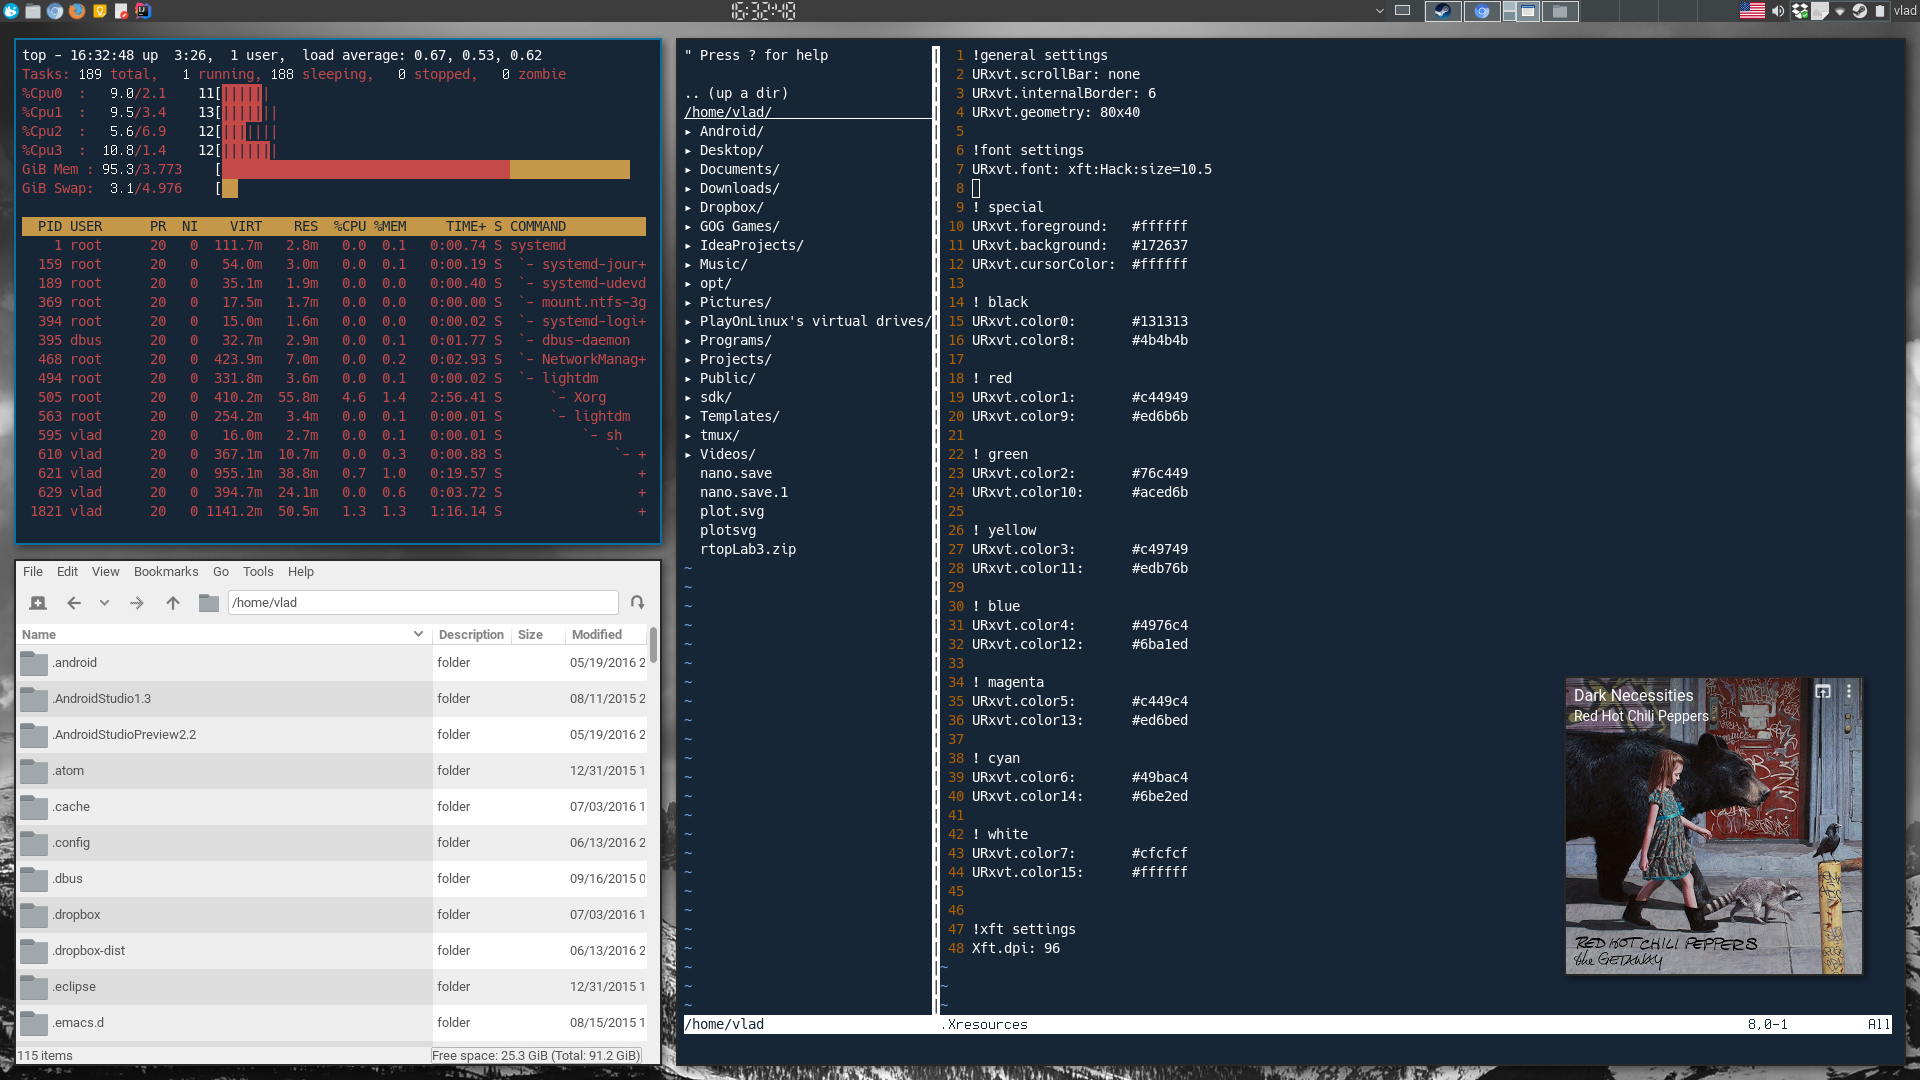 16:32:48
vlad
top - 16:32:48 up  3:26,  1 user,  load average: 0.67, 0.53, 0.62
Tasks: 189 total,   1 running, 188 sleeping,   0 stopped,   0 zombie
%Cpu0  :   9.0/2.1    11[
%Cpu1  :   9.5/3.4    13[
%Cpu2  :   5.6/6.9    12[
%Cpu3  :  10.8/1.4    12[
GiB Mem : 95.3/3.773    [
GiB Swap:  3.1/4.976    [
PID USER      PR  NI    VIRT    RES  %CPU %MEM     TIME+ S COMMAND
1 root      20   0  111.7m   2.8m   0.0  0.1   0:00.74 S systemd
159 root      20   0   54.0m   3.0m   0.0  0.1   0:00.19 S  `- systemd-jour+
189 root      20   0   35.1m   1.9m   0.0  0.1   0:00.40 S  `- systemd-udevd
369 root      20   0   17.5m   1.7m   0.0  0.0   0:00.00 S  `- mount.ntfs-3g
394 root      20   0   15.0m   1.6m   0.0  0.0   0:00.02 S  `- systemd-logi+
395 dbus      20   0   32.7m   2.9m   0.0  0.1   0:01.77 S  `- dbus-daemon
468 root      20   0  423.9m   7.0m   0.0  0.2   0:02.93 S  `- NetworkManag+
494 root      20   0  331.8m   3.6m   0.0  0.1   0:00.02 S  `- lightdm
505 root      20   0  410.2m  55.8m   4.6  1.4   2:56.41 S      `- Xorg
563 root      20   0  254.2m   3.4m   0.0  0.1   0:00.01 S      `- lightdm
595 vlad      20   0   16.0m   2.7m   0.0  0.1   0:00.01 S          `- sh
610 vlad      20   0  367.1m  10.7m   0.0  0.3   0:00.88 S              `- +
621 vlad      20   0  955.1m  38.8m   0.7  1.0   0:19.57 S                 +
629 vlad      20   0  394.7m  24.1m   0.0  0.6   0:03.72 S                 +
1821 vlad      20   0 1141.2m  50.5m   1.3  1.3   1:16.14 S                 +
File Edit View Bookmarks Go Tools Help
/home/vlad
Name Description Size Modified
.android folder 05/19/2016 2
.AndroidStudio1.3 folder 08/11/2015 2
.AndroidStudioPreview2.2 folder 05/19/2016 2
.atom folder 12/31/2015 1
.cache folder 07/03/2016 1
.config folder 06/13/2016 2
.dbus folder 09/16/2015 0
.dropbox folder 07/03/2016 1
.dropbox-dist folder 06/13/2016 2
.eclipse folder 12/31/2015 1
.emacs.d folder 08/15/2015 1
115 items Free space: 25.3 GiB (Total: 91.2 GiB)
" Press ? for help
.. (up a dir)
/home/vlad/
▸ Android/
▸ Desktop/
▸ Documents/
▸ Downloads/
▸ Dropbox/
▸ GOG Games/
▸ IdeaProjects/
▸ Music/
▸ opt/
▸ Pictures/
▸ PlayOnLinux's virtual drives/
▸ Programs/
▸ Projects/
▸ Public/
▸ sdk/
▸ Templates/
▸ tmux/
▸ Videos/
nano.save
nano.save.1
plot.svg
plotsvg
rtopLab3.zip
1 !general settings
2 URxvt.scrollBar: none
3 URxvt.internalBorder: 6
4 URxvt.geometry: 80x40
5
6 !font settings
7 URxvt.font: xft:Hack:size=10.5
8
9 ! special
10 URxvt.foreground:   #ffffff
11 URxvt.background:   #172637
12 URxvt.cursorColor:  #ffffff
13
14 ! black
15 URxvt.color0:       #131313
16 URxvt.color8:       #4b4b4b
17
18 ! red
19 URxvt.color1:       #c44949
20 URxvt.color9:       #ed6b6b
21
22 ! green
23 URxvt.color2:       #76c449
24 URxvt.color10:      #aced6b
25
26 ! yellow
27 URxvt.color3:       #c49749
28 URxvt.color11:      #edb76b
29
30 ! blue
31 URxvt.color4:       #4976c4
32 URxvt.color12:      #6ba1ed
33
34 ! magenta
35 URxvt.color5:       #c449c4
36 URxvt.color13:      #ed6bed
37
38 ! cyan
39 URxvt.color6:       #49bac4
40 URxvt.color14:      #6be2ed
41
42 ! white
43 URxvt.color7:       #cfcfcf
44 URxvt.color15:      #ffffff
45
46
47 !xft settings
48 Xft.dpi: 96
/home/vlad .Xresources 8,0-1 All
Dark Necessities
Red Hot Chili Peppers
RED HOT CHILI PEPPERS
the GETAWAY